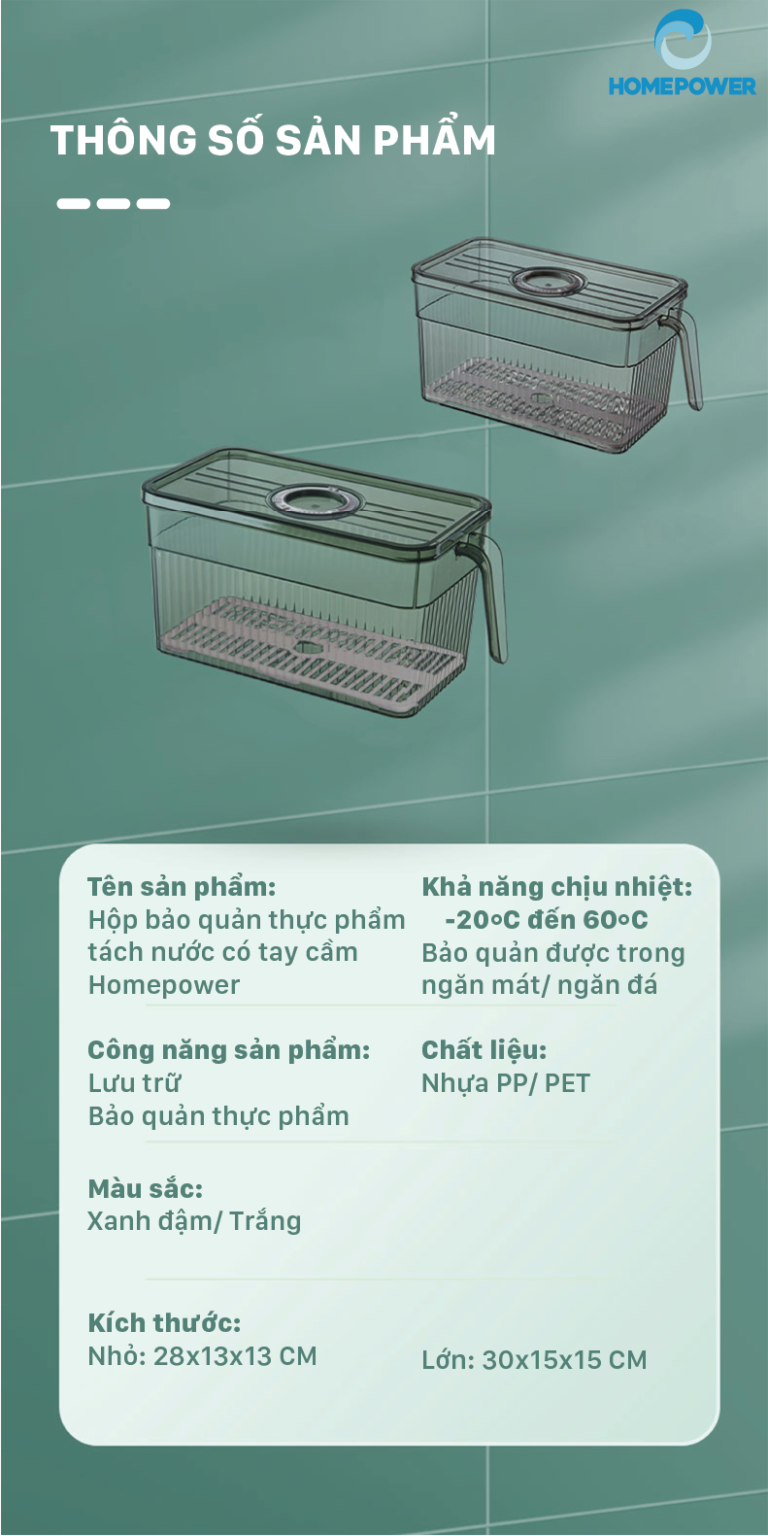 HOMEPOWER
THÔNG SỐ SẢN PHẨM
Tên sản phẩm:
Hộp bảo quản thực phẩm
tách nước có tay cầm
Homepower
Khả năng chịu nhiệt:
-20ºC đến 60ºC
Bảo quản được trong
ngăn mát/ ngăn đá
Công năng sản phẩm:
Lưu trữ
Bảo quản thực phẩm
Chất liệu:
Nhựa PP/ PET
Màu sắc:
Xanh đậm/ Trắng
Kích thước:
Nhỏ: 28x13x13 CM
Lớn: 30x15x15 CM